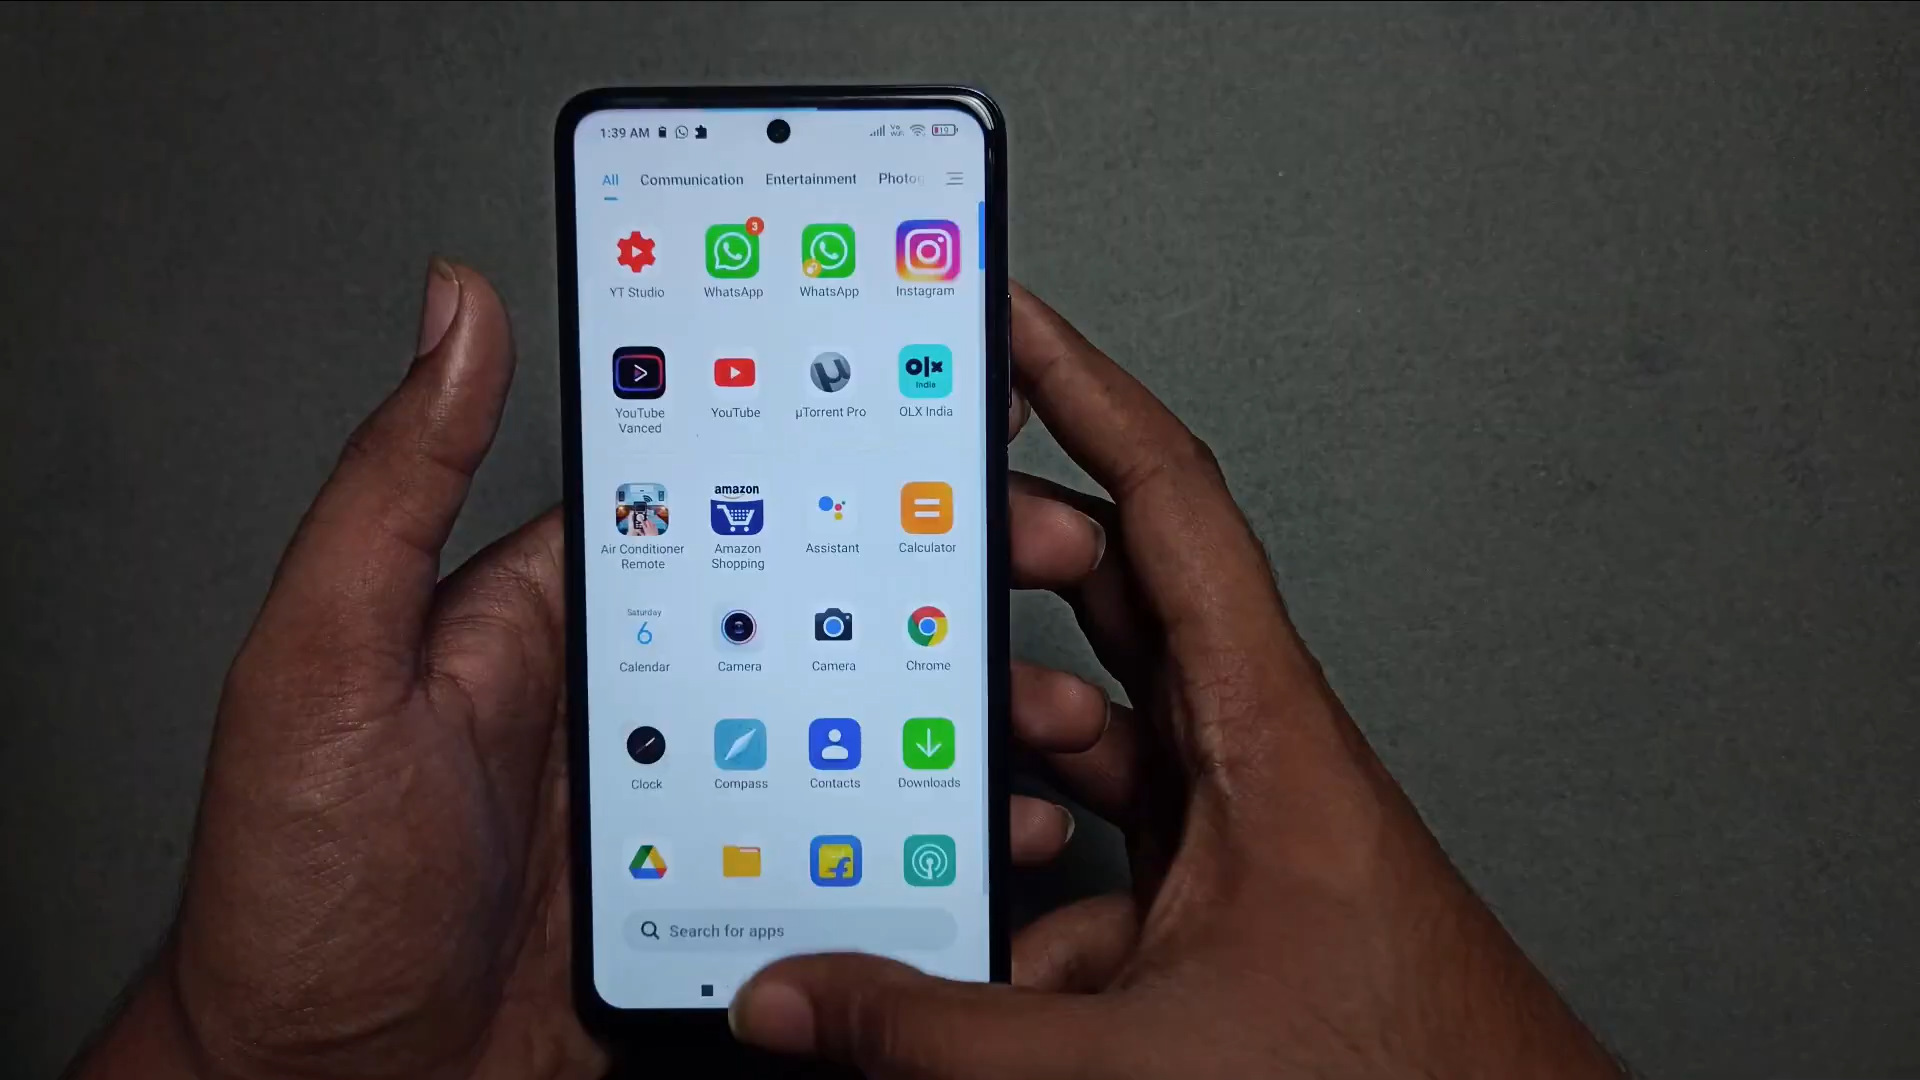 1:39 AM
19
All Communication Entertainment Photo
3
YT Studio WhatsApp WhatsApp Instagram
olx
India
YouTube
Vanced
YouTube
µTorrent Pro
OLX India
amazon
Air Conditioner
Remote
Amazon
Shopping
Assistant
Calculator
Saturday
6
Calendar Camera Camera Chrome
Clock Compass Contacts Downloads
Search for apps